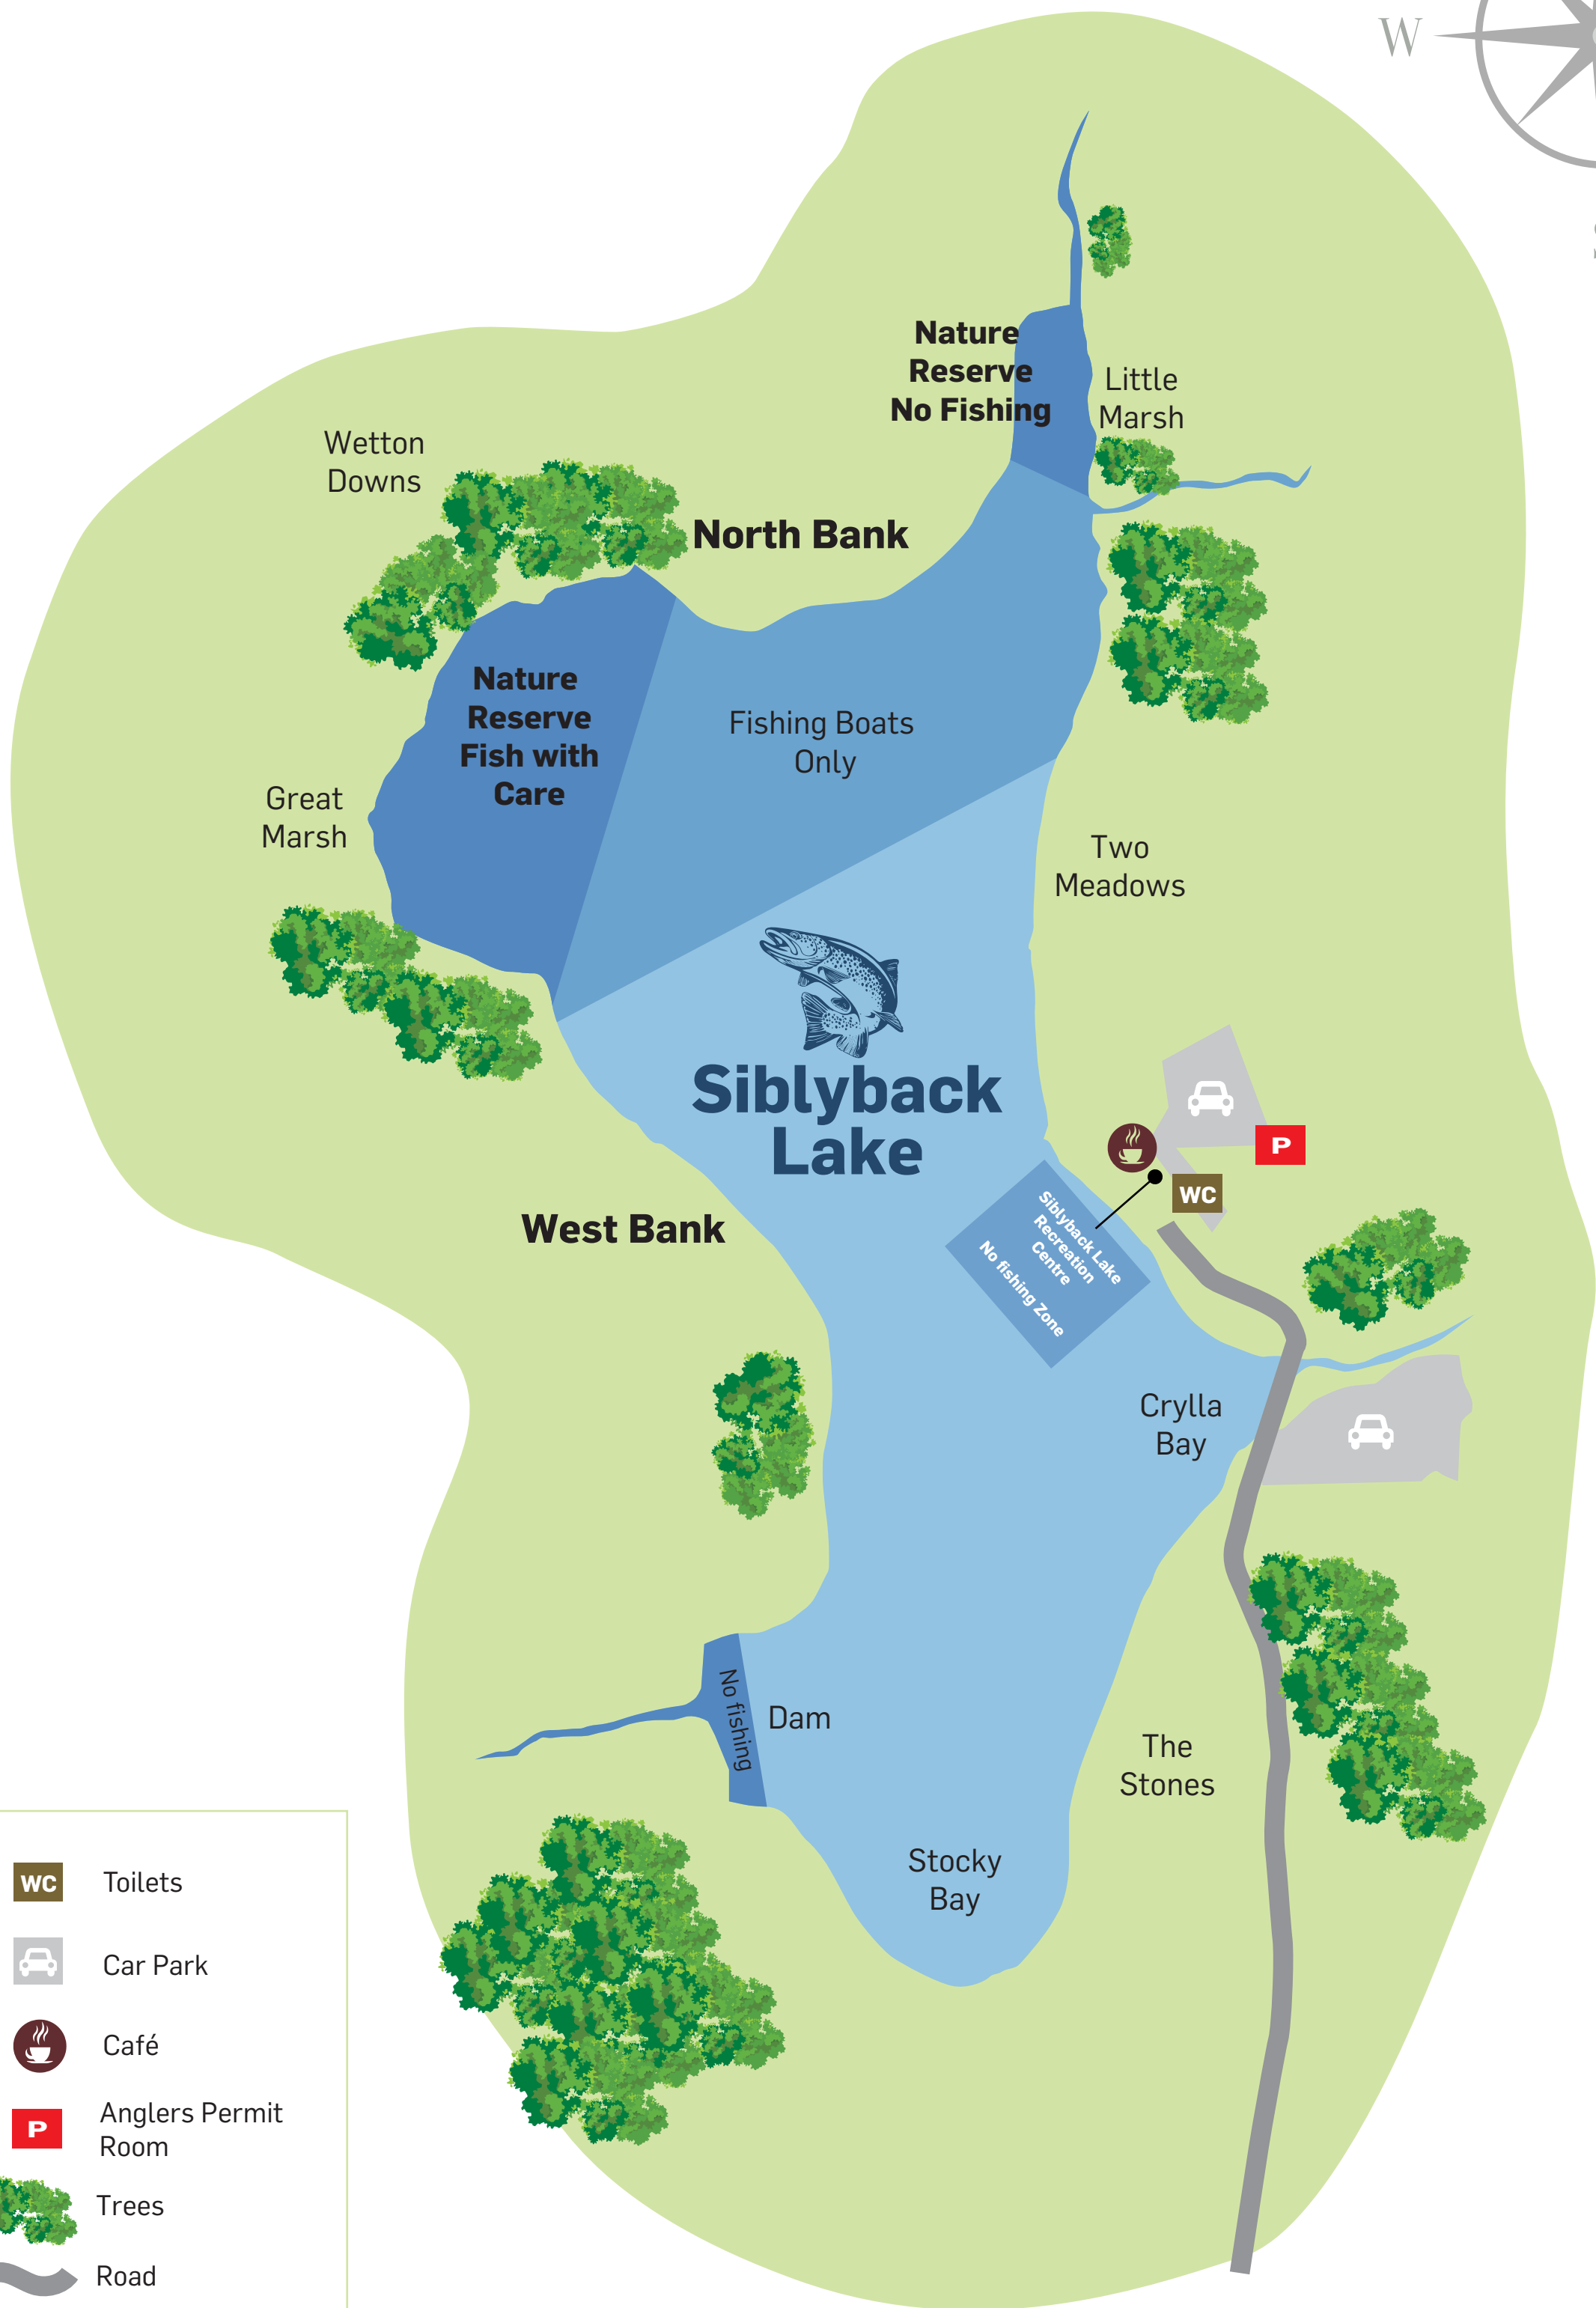 W
S
Nature
Reserve
No Fishing
Little
Marsh
Wetton
Downs
North Bank
Nature
Reserve
Fish with
Care
Fishing Boats
Only
Great
Marsh
Two
Meadows
Siblyback
Lake
P
WC
West Bank
Siblyback Lake
Recreation
Centre
No fishing Zone
Crylla
Bay
No fishing
Dam
The
Stones
Stocky
Bay
WC Toilets
Car Park
Café
P Anglers Permit
Room
Trees
Road